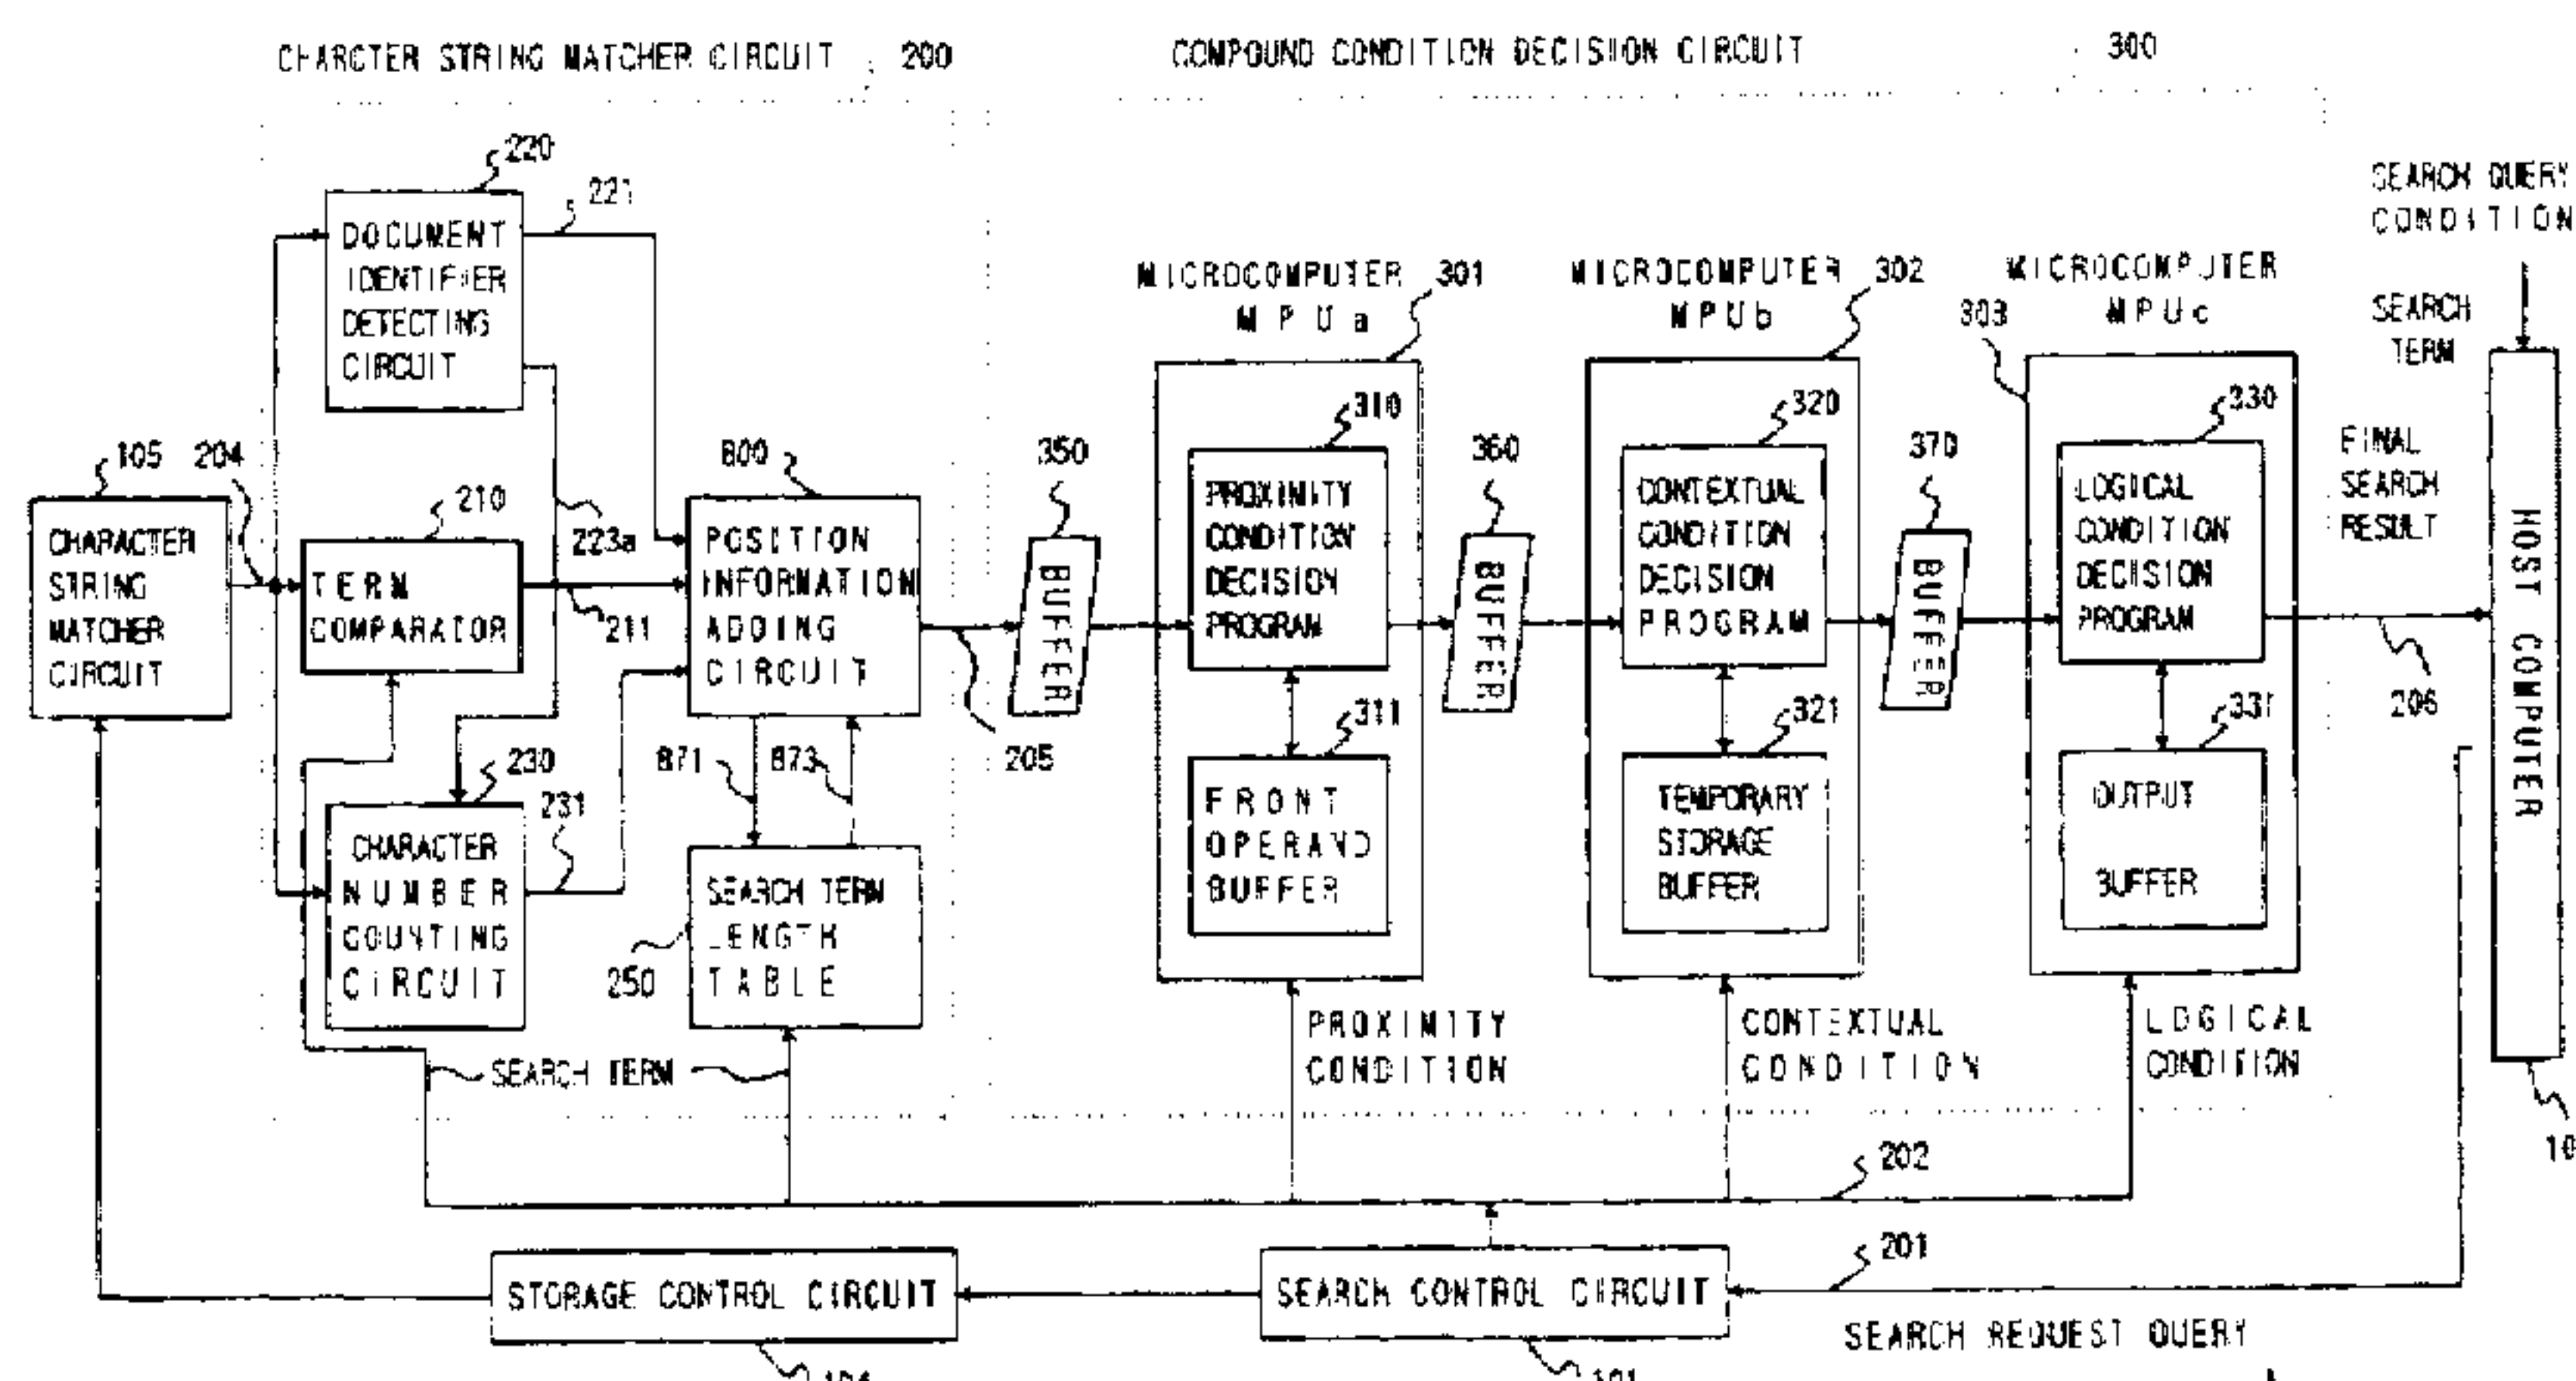 CHARCTER STRING MATCHER CIRCUIT 200
COMPOUND CONDITION DECISION CIRCUIT 300
220
221
DOCUMENT
IDENTIFIER
DETECTING
CIRCUIT
SEARCH QUERY
CONDITION
SEARCH
TERM
MICROCOMPUTER
MPUa
301
MICROCOMPUTER
MPUb
302
MICROCOMPUTER
MPUc
303
105
204
CHARACTER
STRING
MATCHER
CIRCUIT
210
TERM
COMPARATOR
223a
211
800
POSITION
INFORMATION
ADDING
CIRCUIT
205
350
BUFFER
310
PROXIMITY
CONDITION
DECISION
PROGRAM
311
FRONT
OPERAND
BUFFER
360
BUFFER
320
CONTEXTUAL
CONDITION
DECISION
PROGRAM
321
TEMPORARY
STORAGE
BUFFER
370
BUFFER
330
LOGICAL
CONDITION
DECISION
PROGRAM
331
OUTPUT
BUFFER
FINAL
SEARCH
RESULT
206
HOST COMPUTER
10
230
231
CHARACTER
NUMBER
COUNTING
CIRCUIT
871
873
SEARCH TERM
LENGTH
TABLE
250
SEARCH TERM
PROXIMITY
CONDITION
CONTEXTUAL
CONDITION
LOGICAL
CONDITION
202
201
STORAGE CONTROL CIRCUIT
SEARCH CONTROL CIRCUIT
SEARCH REQUEST QUERY
101